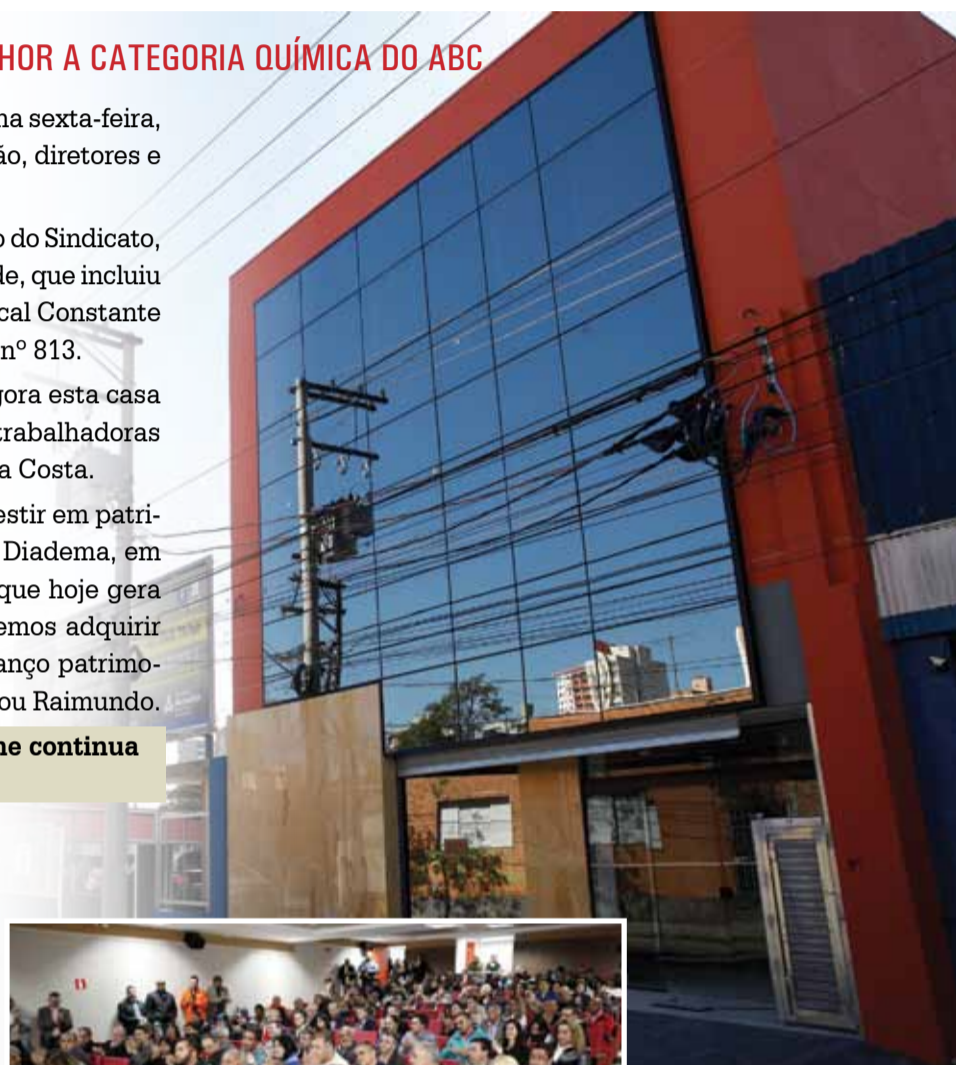 HOR A CATEGORIA QUÍMICA DO ABC
na sexta-feira,
ão, diretores e
o do Sindicato,
de, que incluiu
cal Constante
nº 813.
gora esta casa
trabalhadoras
a Costa.
estir em patri-
Diadema, em
que hoje gera
emos adquirir
anço patrimo-
ou Raimundo.
ne continua